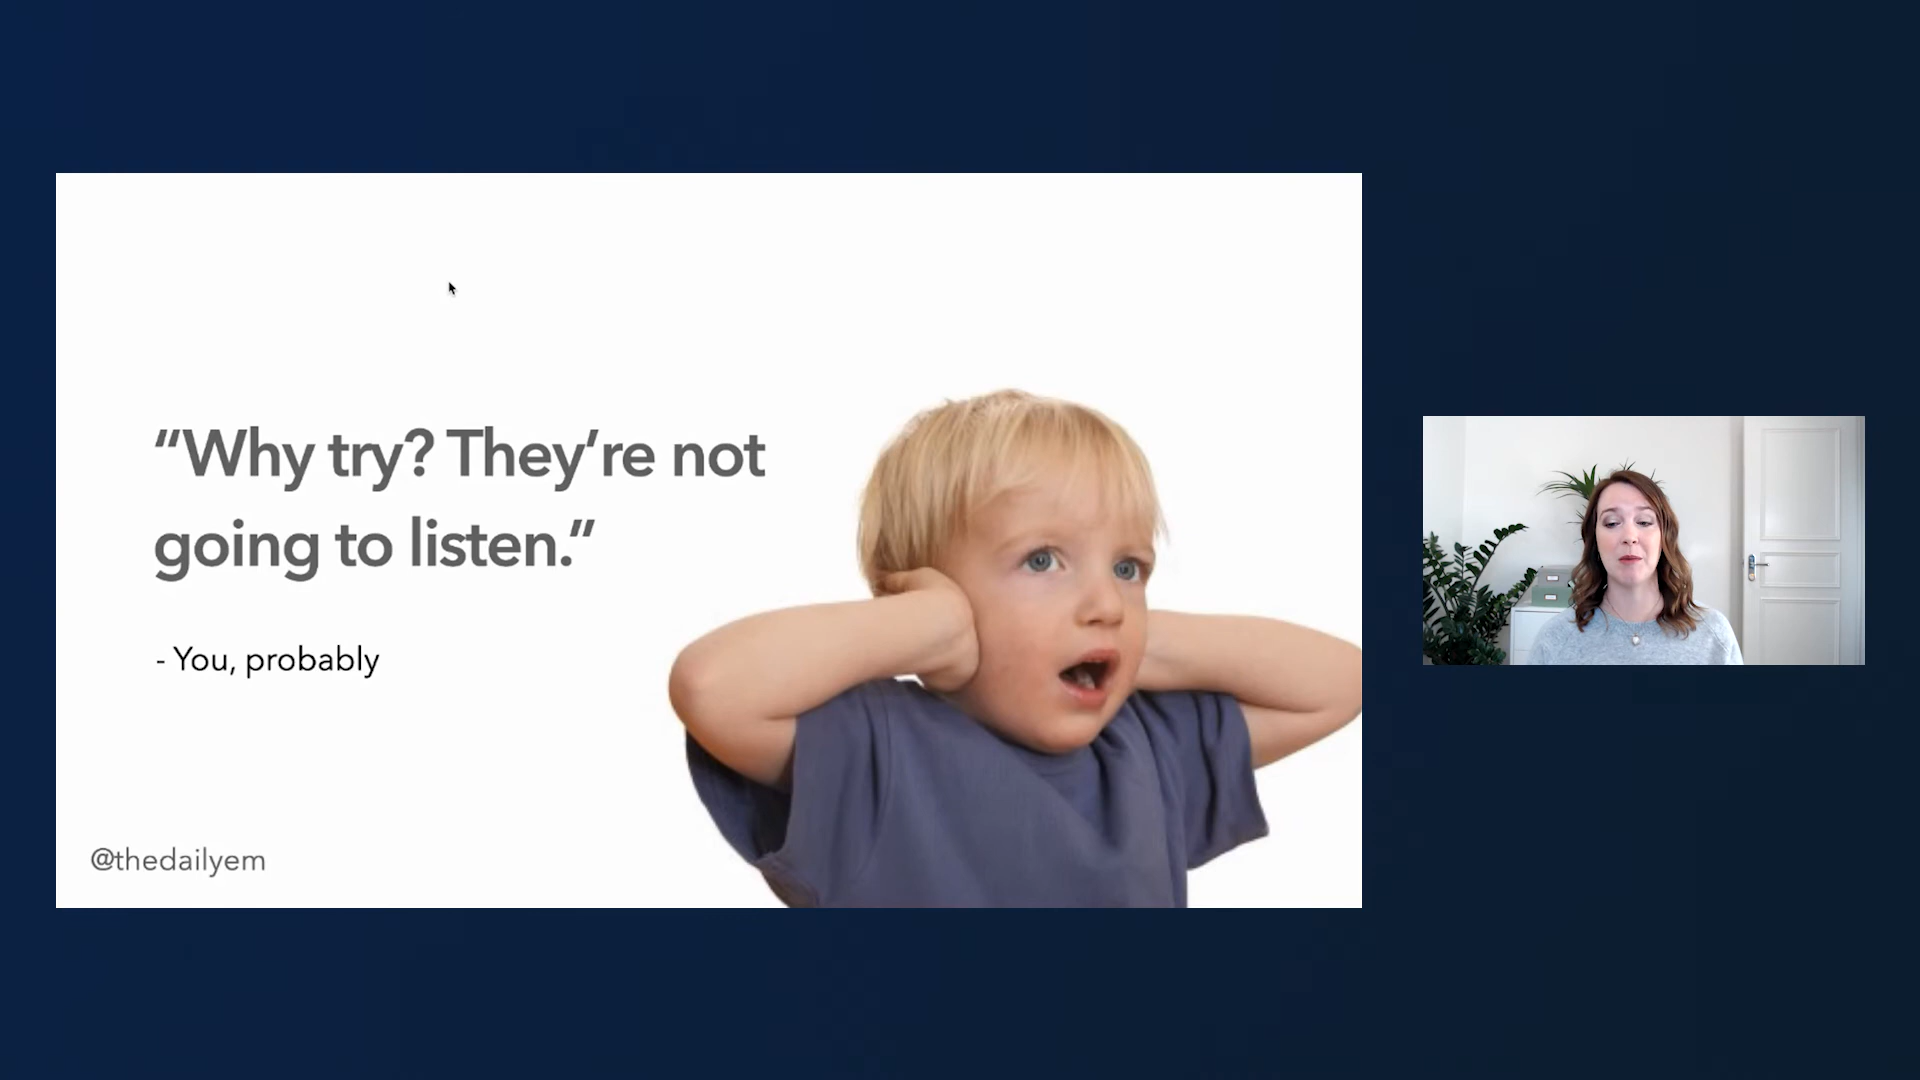 “Why try? They’re not
going to listen.”
- You, probably
@thedailyem